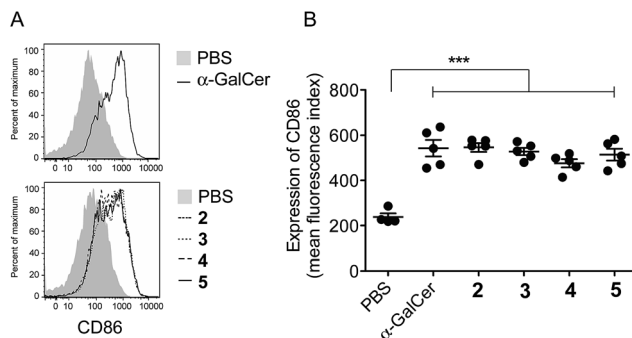 A
Percent of maximum
100
80
60
40
20
0
0 10 100 1000 10000
PBS
α-GalCer
Percent of maximum
100
80
60
40
20
0
0 10 100 1000 10000
CD86
PBS
2
3
4
5
B
***
Expression of CD86
(mean fluorescence index)
800
600
400
200
0
PBS
α-GalCer
2
3
4
5